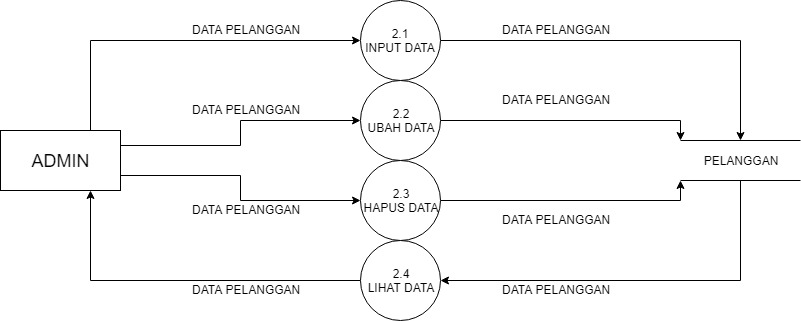 DATA PELANGGAN
2.1
INPUT DATA
DATA PELANGGAN
DATA PELANGGAN
2.2
UBAH DATA
DATA PELANGGAN
ADMIN
PELANGGAN
DATA PELANGGAN
2.3
HAPUS DATA
DATA PELANGGAN
DATA PELANGGAN
2.4
LIHAT DATA
DATA PELANGGAN